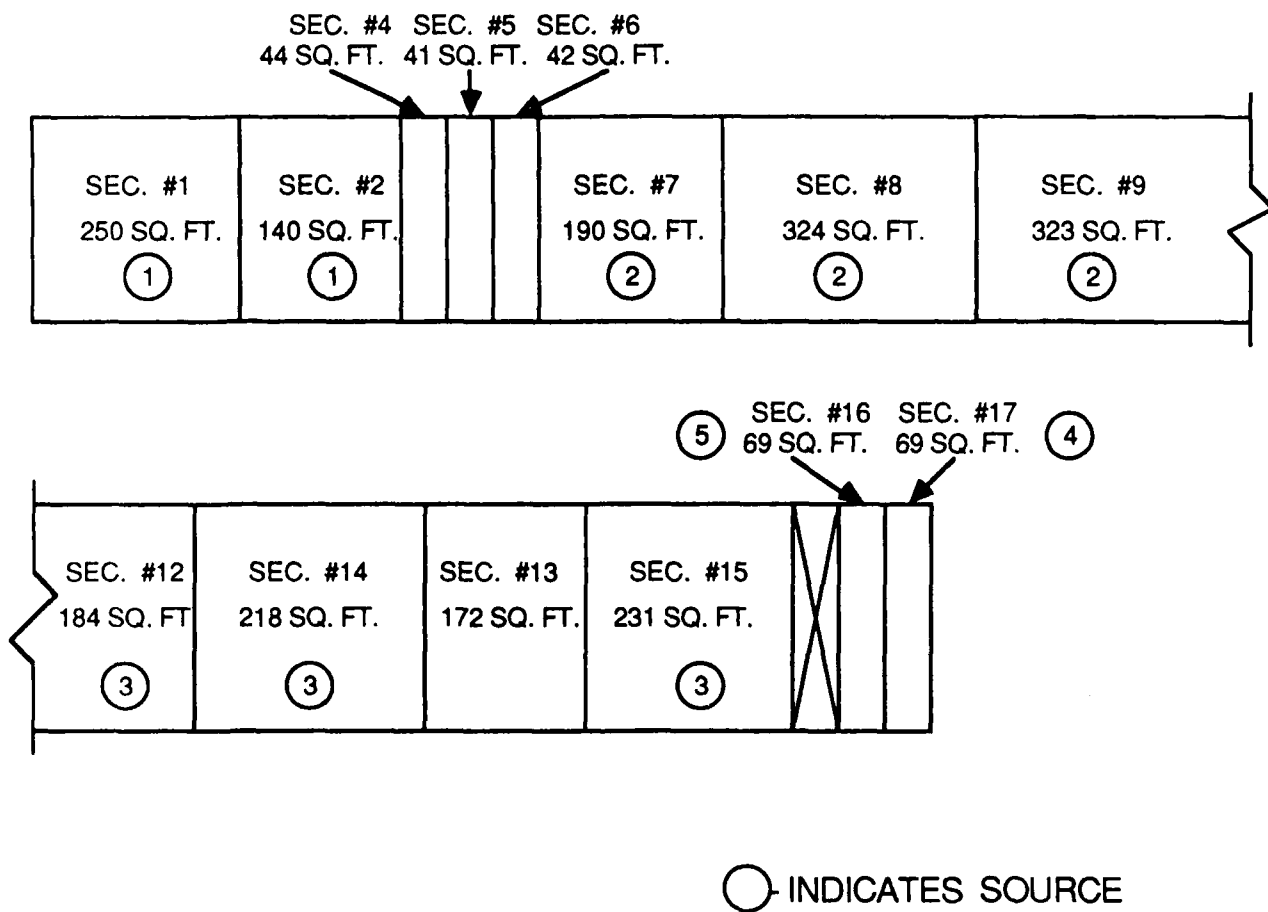 SEC. #4 SEC. #5 SEC. #6
44 SQ. FT. 41 SQ. FT. 42 SQ. FT.
SEC. #1
250 SQ. FT.
1
SEC. #2
140 SQ. FT.
1
SEC. #7
190 SQ. FT.
2
SEC. #8
324 SQ. FT.
2
SEC. #9
323 SQ. FT.
2
5
SEC. #16
69 SQ. FT.
SEC. #17
69 SQ. FT.
4
SEC. #12
184 SQ. FT
3
SEC. #14
218 SQ. FT.
3
SEC. #13
172 SQ. FT.
SEC. #15
231 SQ. FT.
3
- INDICATES SOURCE